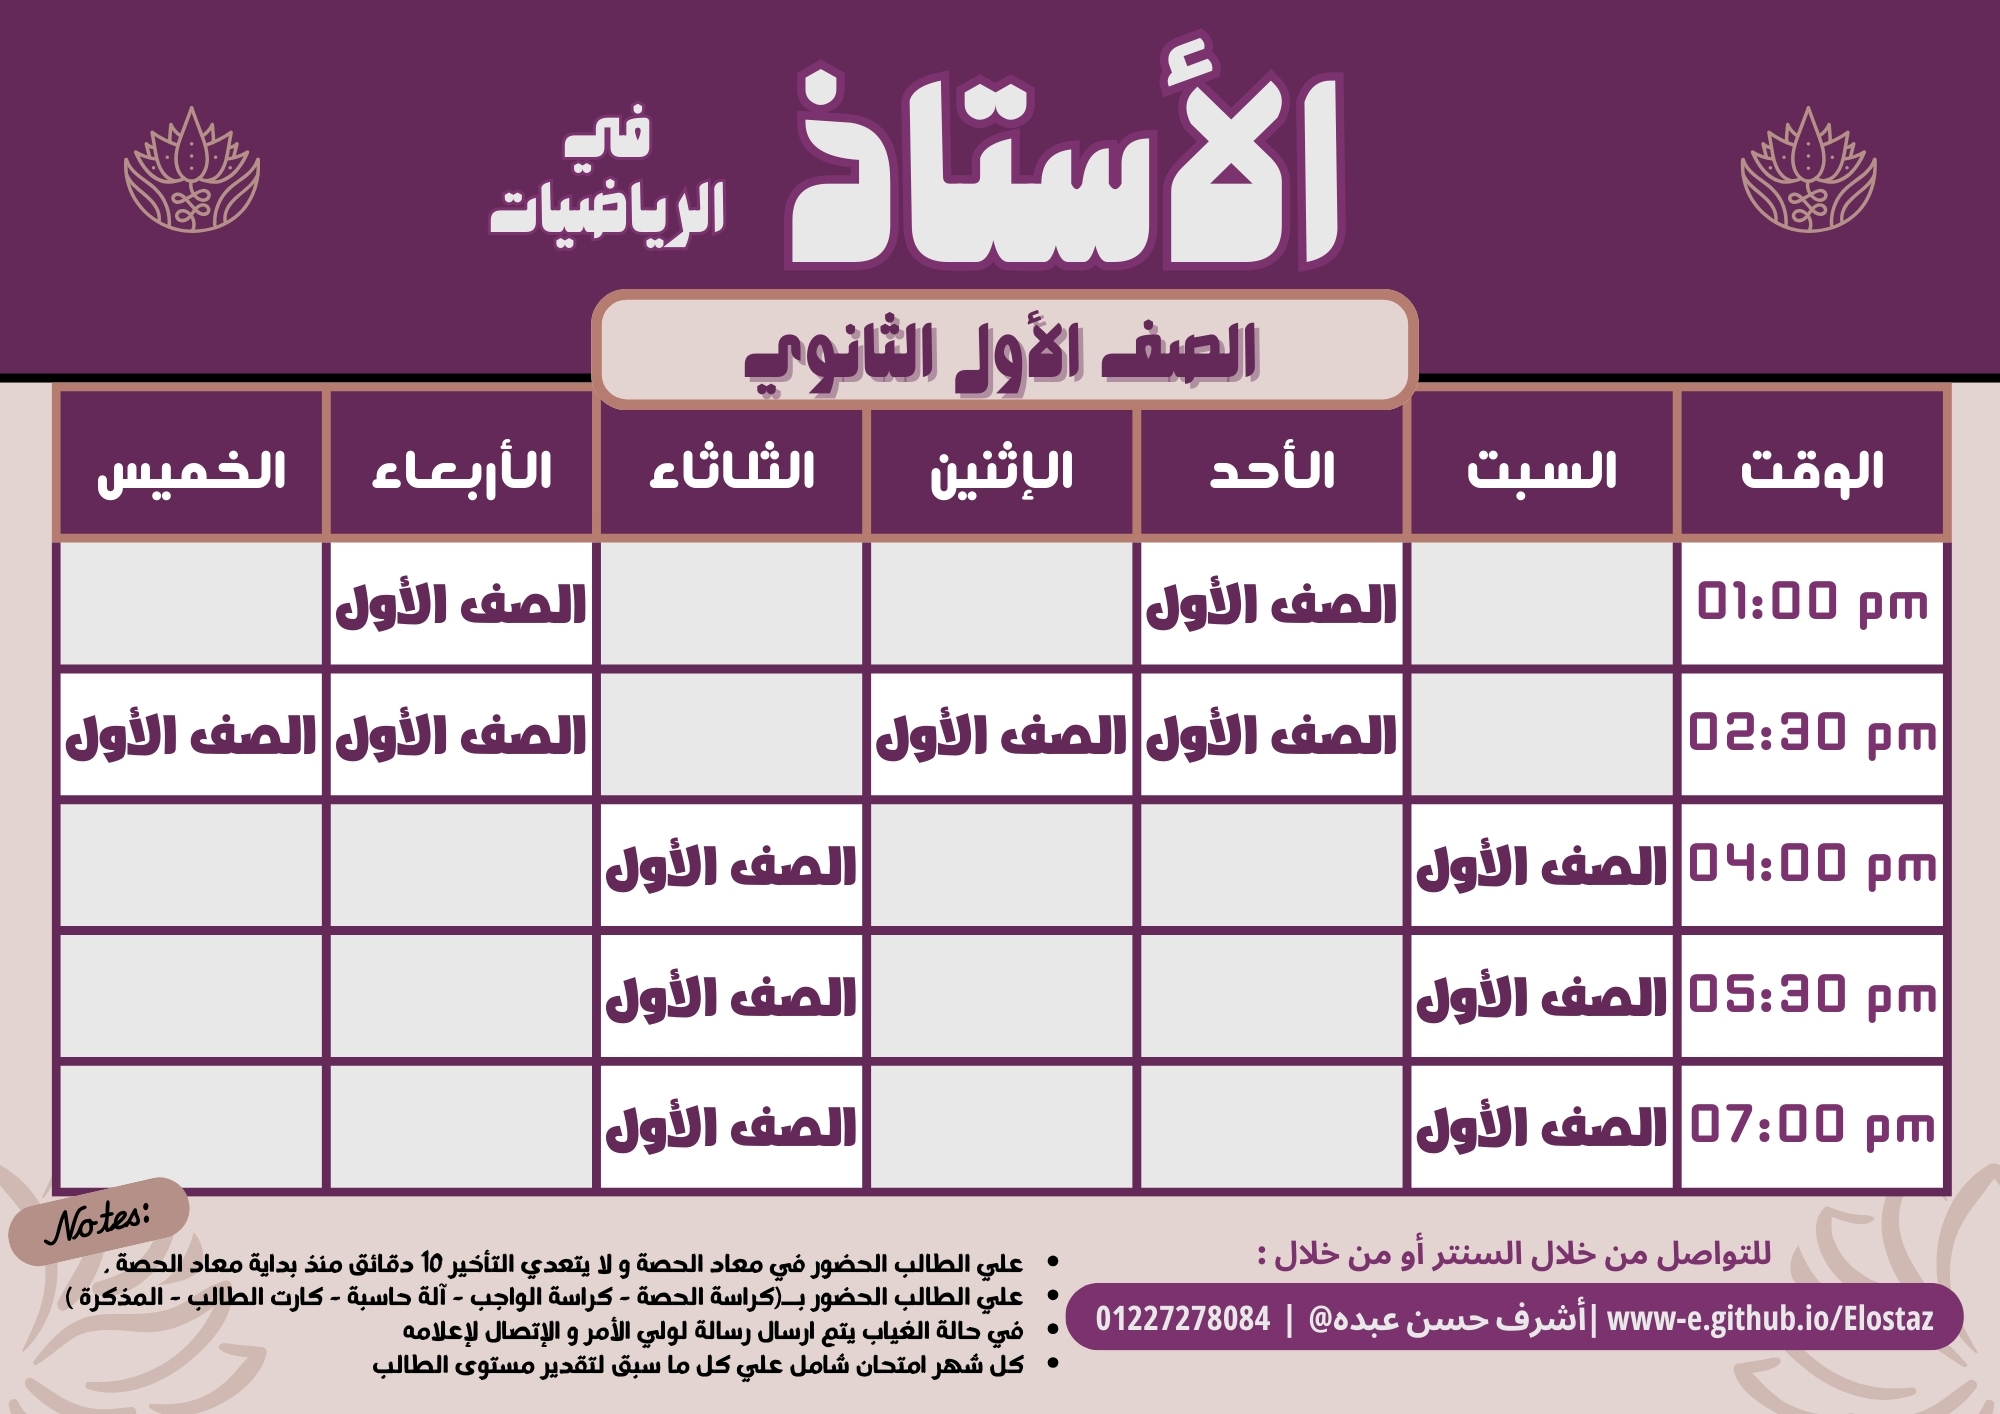 الأستاذ
في
الرياضيات
الصف الأول الثانوي
الوقت السبت الأحد الإثنين الثلاثاء الأربعاء الخميس
01:00 pm الصف الأول الصف الأول
02:30 pm الصف الأول الصف الأول الصف الأول الصف الأول
04:00 pm الصف الأول الصف الأول
05:30 pm الصف الأول الصف الأول
07:00 pm الصف الأول الصف الأول
Notes:
علي الطالب الحضور في معاد الحصة و لا يتعدي التأخير 10 دقائق منذ بداية معاد الحصة .
علي الطالب الحضور بــ(كراسة الحصة - كراسة الواجب - آلة حاسبة - كارت الطالب - المذكرة )
في حالة الغياب يتم ارسال رسالة لولي الأمر و الإتصال لإعلامه
كل شهر امتحان شامل علي كل ما سبق لتقدير مستوى الطالب
للتواصل من خلال السنتر أو من خلال :
www-e.github.io/Elostaz |أشرف حسن عبده@ | 01227278084